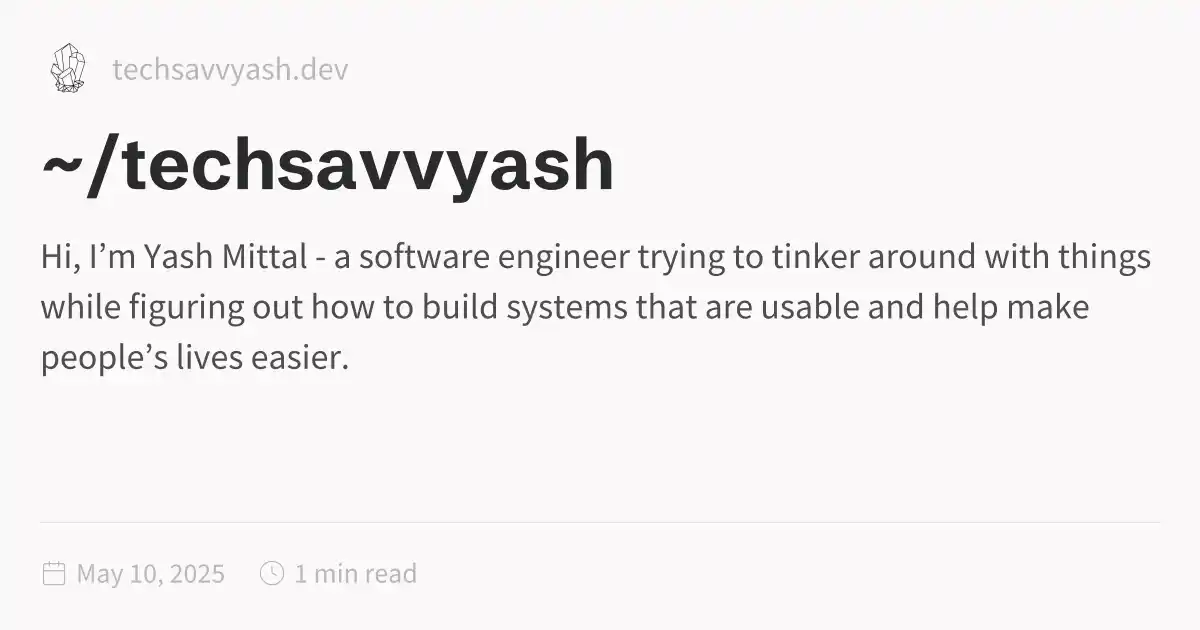 techsavvyash.dev
~/techsavvyash
Hi, I’m Yash Mittal - a software engineer trying to tinker around with things
while figuring out how to build systems that are usable and help make
people’s lives easier.
May 10, 2025 1 min read